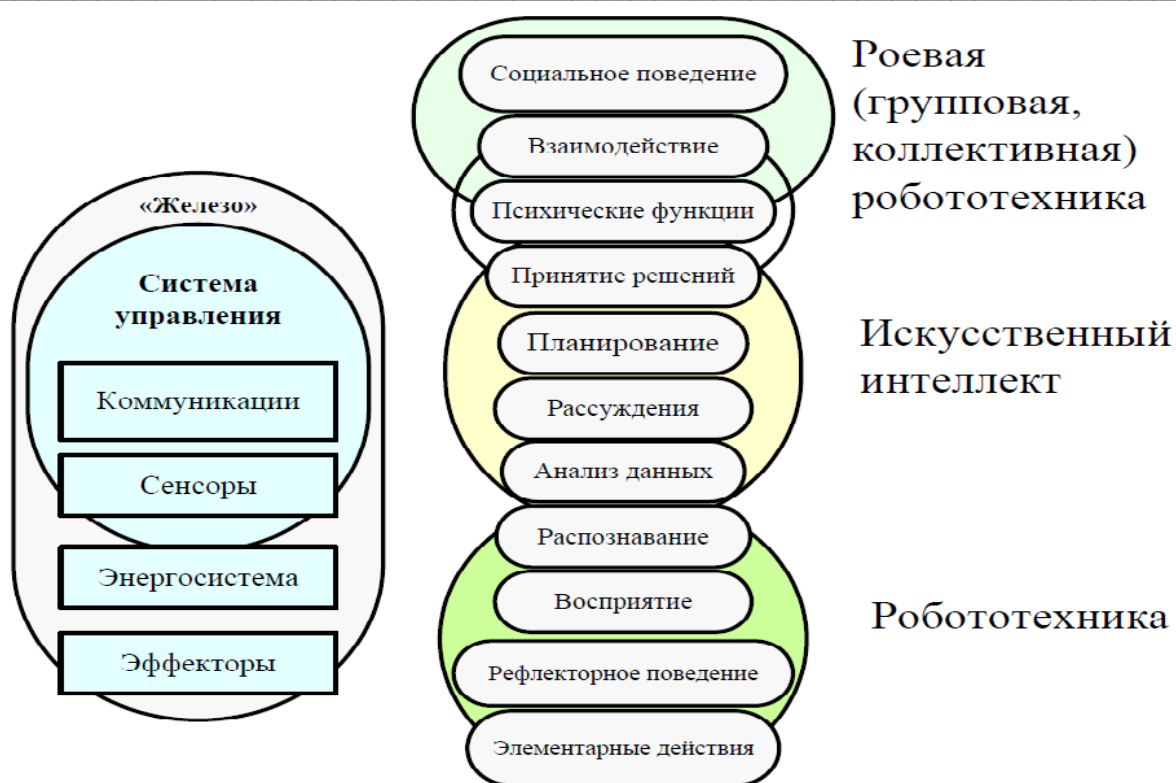 «Железо»
Система
управления
Коммуникации
Сенсоры
Энергосистема
Эффекторы
Социальное поведение
Взаимодействие
Психические функции
Принятие решений
Планирование
Рассуждения
Анализ данных
Распознавание
Восприятие
Рефлекторное поведение
Элементарные действия
Роевая
(групповая,
коллективная)
робототехника
Искусственный
интеллект
Робототехника